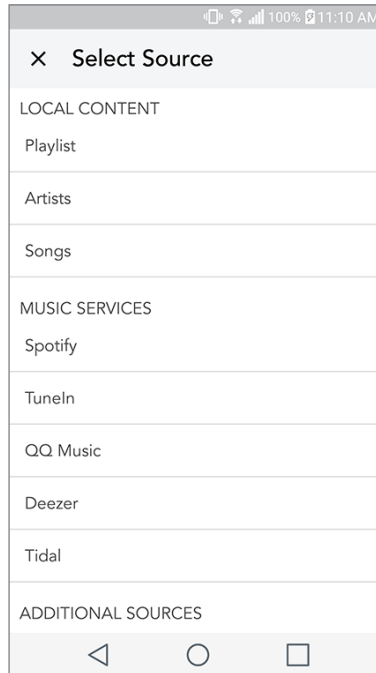 100% 11:10 AM
× Select Source
LOCAL CONTENT
Playlist
Artists
Songs
MUSIC SERVICES
Spotify
TuneIn
QQ Music
Deezer
Tidal
ADDITIONAL SOURCES